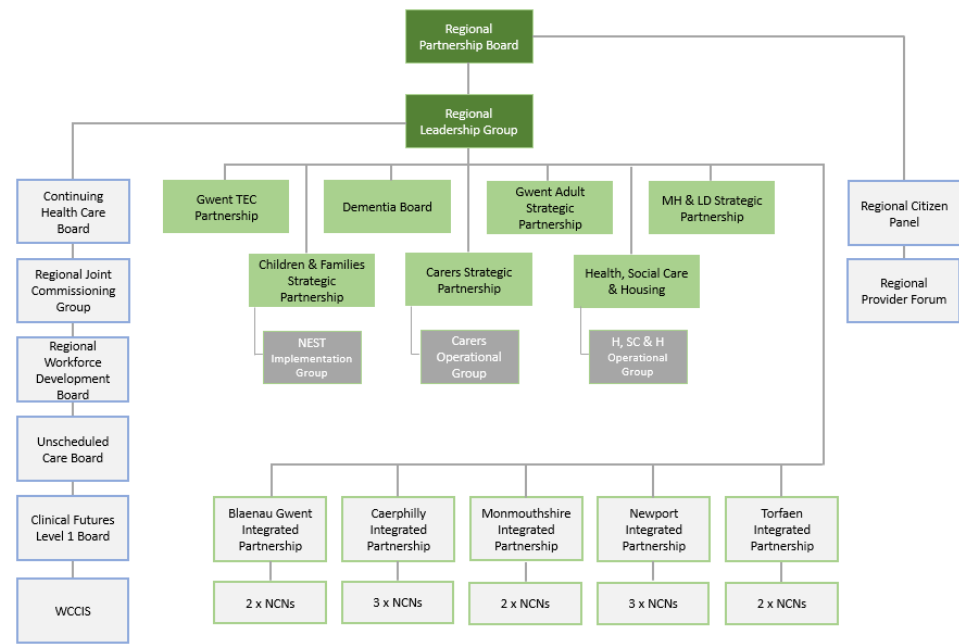 Regional
Partnership Board
Regional
Leadership Group
Continuing
Health Care
Board
Regional Joint
Commissioning
Group
Regional
Workforce
Development
Board
Unscheduled
Care Board
Clinical Futures
Level 1 Board
WCCIS
Gwent TEC
Partnership
Dementia Board
Gwent Adult
Strategic
Partnership
MH & LD Strategic
Partnership
Children & Families
Strategic
Partnership
Carers Strategic
Partnership
Health, Social Care
& Housing
NEST
Implementation
Group
Carers
Operational
Group
H, SC & H
Operational
Group
Regional Citizen
Panel
Regional
Provider Forum
Blaenau Gwent
Integrated
Partnership
Caerphilly
Integrated
Partnership
Monmouthshire
Integrated
Partnership
Newport
Integrated
Partnership
Torfaen
Integrated
Partnership
2 x NCNs
3 x NCNs
2 x NCNs
3 x NCNs
2 x NCNs